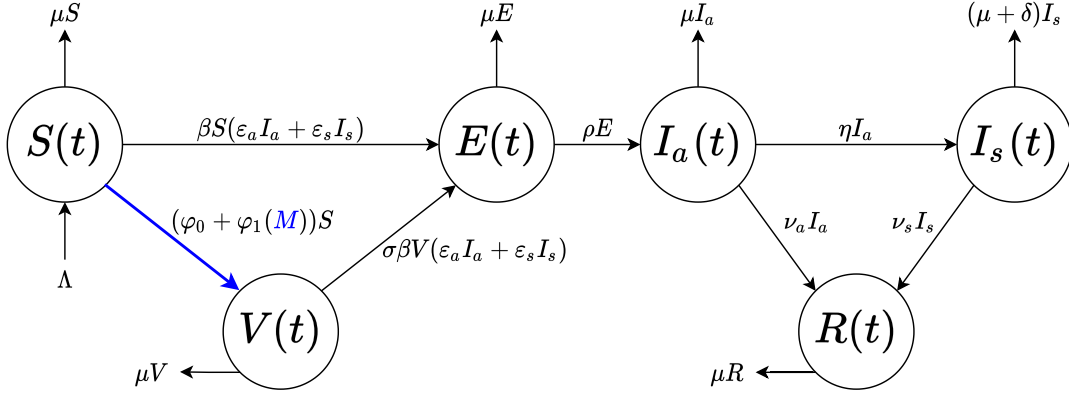 μS
μE
μI_a
(μ + δ)I_s
S(t)
βS(ε_a I_a + ε_s I_s)
E(t)
ρE
I_a(t)
ηI_a
I_s(t)
(φ_0 + φ_1(M))S
σβV(ε_a I_a + ε_s I_s)
ν_a I_a
ν_s I_s
Λ
V(t)
R(t)
μV
μR